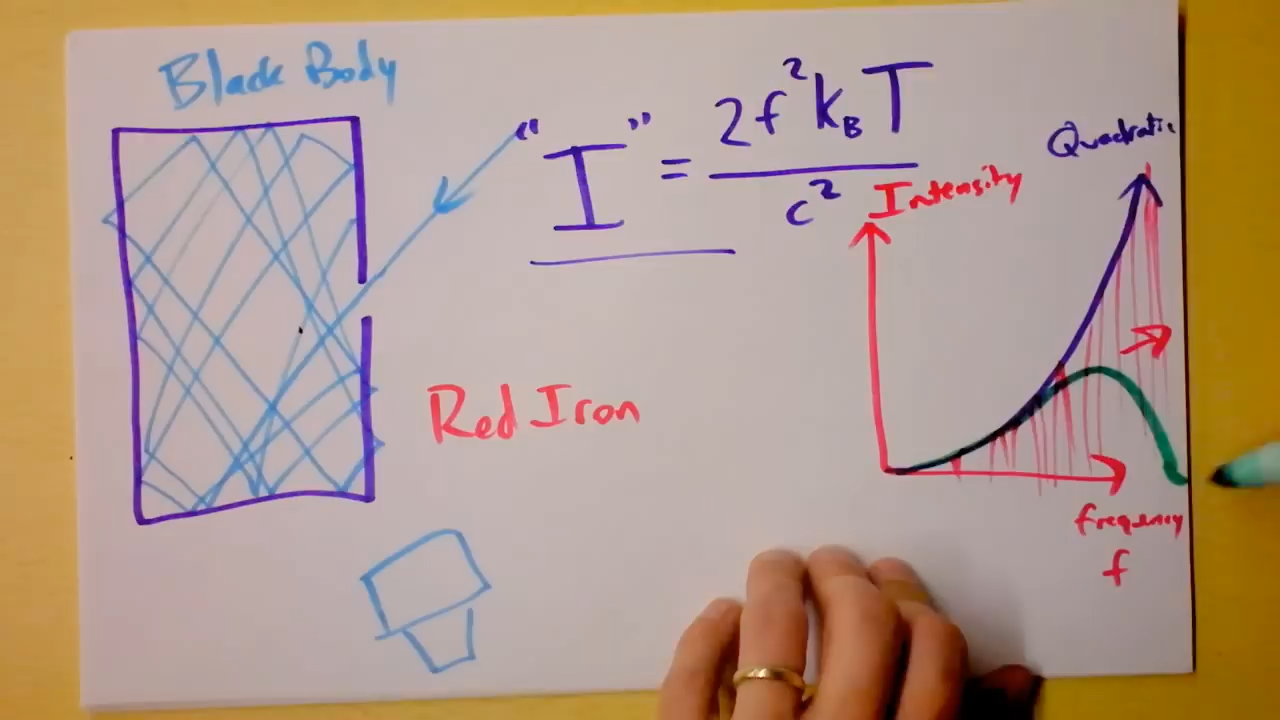 Black Body
"I" = 2f²k_BT / c²
Quadratic
Intensity
Red Iron
frequency
f